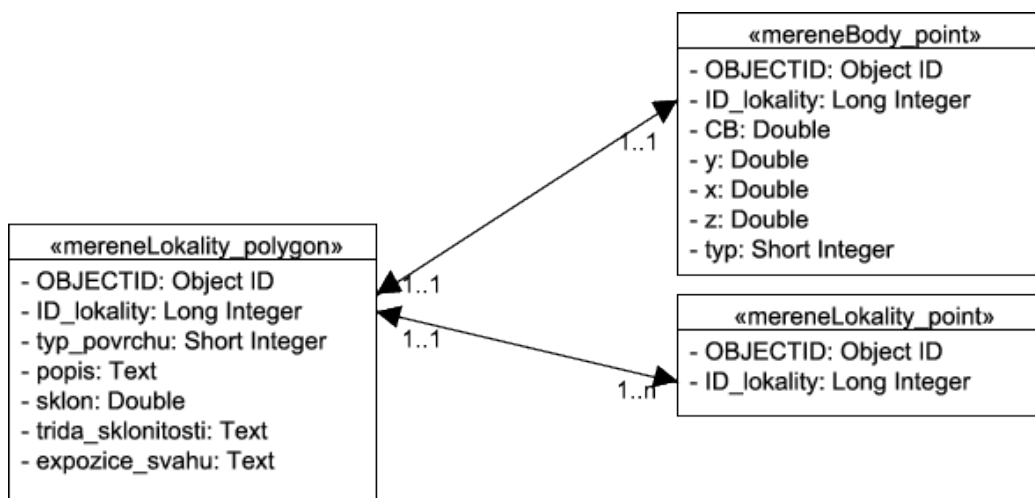 «mereneBody_point»
- OBJECTID: Object ID
- ID_lokality: Long Integer
- CB: Double
- y: Double
- x: Double
- z: Double
- typ: Short Integer
1..1
1..1
«mereneLokality_polygon»
- OBJECTID: Object ID
- ID_lokality: Long Integer
- typ_povrchu: Short Integer
- popis: Text
- sklon: Double
- trida_sklonitosti: Text
- expozice_svahu: Text
1..1
1..n
«mereneLokality_point»
- OBJECTID: Object ID
- ID_lokality: Long Integer